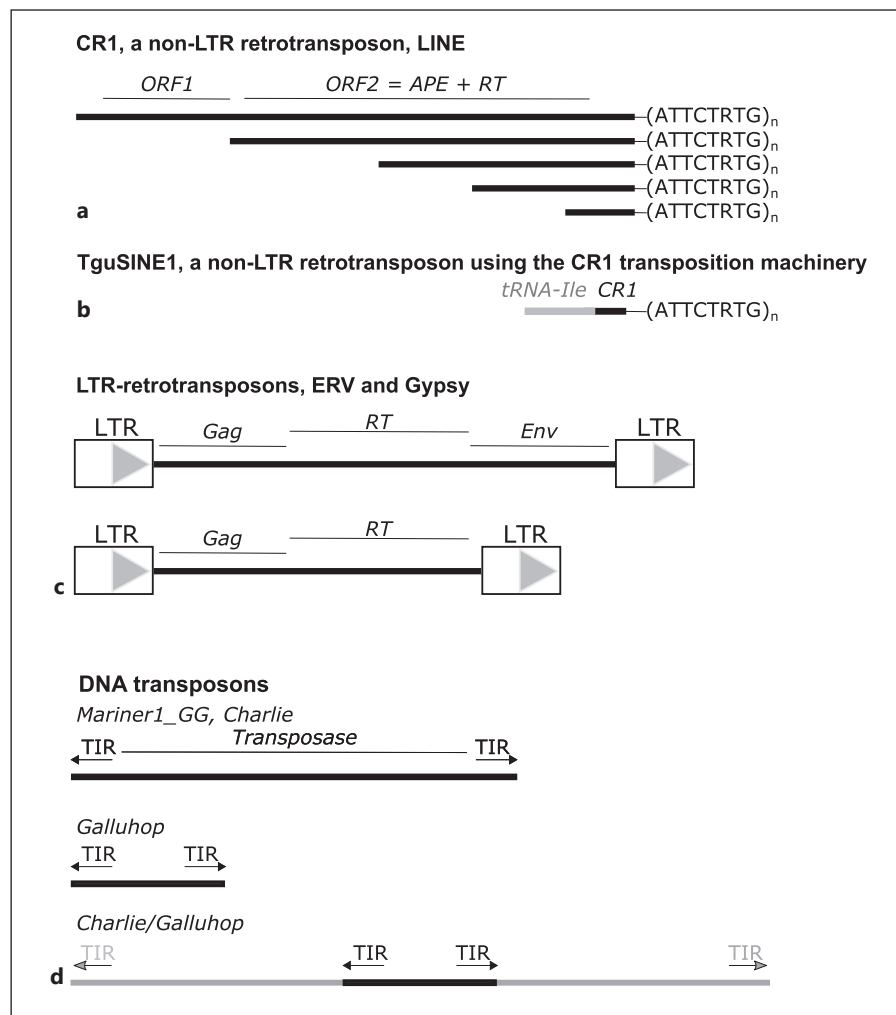 CR1, a non-LTR retrotransposon, LINE
ORF1 ORF2 = APE + RT
(ATTCTRTG)n
(ATTCTRTG)n
(ATTCTRTG)n
(ATTCTRTG)n
a (ATTCTRTG)n
TguSINE1, a non-LTR retrotransposon using the CR1 transposition machinery
tRNA-Ile CR1
b (ATTCTRTG)n
LTR-retrotransposons, ERV and Gypsy
LTR Gag RT Env LTR
LTR Gag RT LTR
c
DNA transposons
Mariner1_GG, Charlie
TIR Transposase TIR
Galluhop
TIR TIR
Charlie/Galluhop
TIR TIR TIR TIR
d